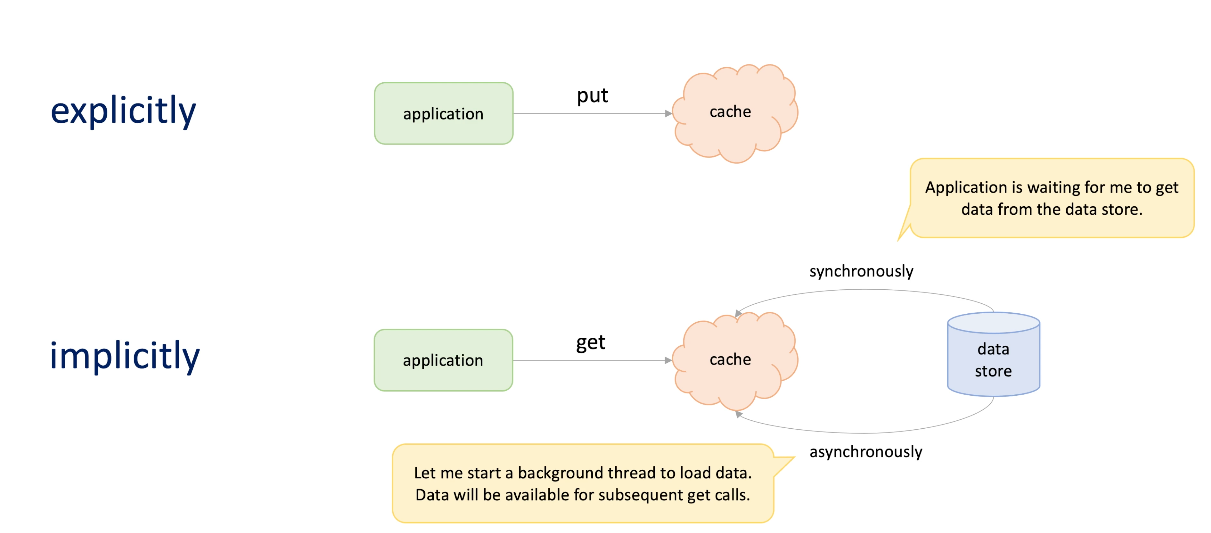 explicitly
application
put
cache
Application is waiting for me to get
data from the data store.
synchronously
implicitly
application
get
cache
data
store
asynchronously
Let me start a background thread to load data.
Data will be available for subsequent get calls.